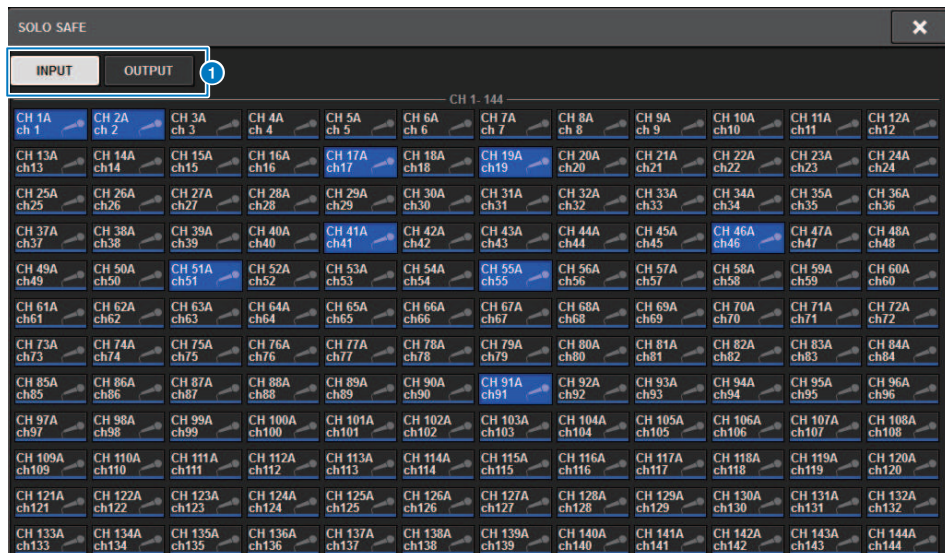 SOLO SAFE
INPUT OUTPUT 1
CH 1- 144
CH 1A CH 2A CH 3A CH 4A CH 5A CH 6A CH 7A CH 8A CH 9A CH 10A CH 11A CH 12A
ch 1 ch 2 ch 3 ch 4 ch 5 ch 6 ch 7 ch 8 ch 9 ch10 ch11 ch12
CH 13A CH 14A CH 15A CH 16A CH 17A CH 18A CH 19A CH 20A CH 21A CH 22A CH 23A CH 24A
ch13 ch14 ch15 ch16 ch17 ch18 ch19 ch20 ch21 ch22 ch23 ch24
CH 25A CH 26A CH 27A CH 28A CH 29A CH 30A CH 31A CH 32A CH 33A CH 34A CH 35A CH 36A
ch25 ch26 ch27 ch28 ch29 ch30 ch31 ch32 ch33 ch34 ch35 ch36
CH 37A CH 38A CH 39A CH 40A CH 41A CH 42A CH 43A CH 44A CH 45A CH 46A CH 47A CH 48A
ch37 ch38 ch39 ch40 ch41 ch42 ch43 ch44 ch45 ch46 ch47 ch48
CH 49A CH 50A CH 51A CH 52A CH 53A CH 54A CH 55A CH 56A CH 57A CH 58A CH 59A CH 60A
ch49 ch50 ch51 ch52 ch53 ch54 ch55 ch56 ch57 ch58 ch59 ch60
CH 61A CH 62A CH 63A CH 64A CH 65A CH 66A CH 67A CH 68A CH 69A CH 70A CH 71A CH 72A
ch61 ch62 ch63 ch64 ch65 ch66 ch67 ch68 ch69 ch70 ch71 ch72
CH 73A CH 74A CH 75A CH 76A CH 77A CH 78A CH 79A CH 80A CH 81A CH 82A CH 83A CH 84A
ch73 ch74 ch75 ch76 ch77 ch78 ch79 ch80 ch81 ch82 ch83 ch84
CH 85A CH 86A CH 87A CH 88A CH 89A CH 90A CH 91A CH 92A CH 93A CH 94A CH 95A CH 96A
ch85 ch86 ch87 ch88 ch89 ch90 ch91 ch92 ch93 ch94 ch95 ch96
CH 97A CH 98A CH 99A CH 100A CH 101A CH 102A CH 103A CH 104A CH 105A CH 106A CH 107A CH 108A
ch97 ch98 ch99 ch100 ch101 ch102 ch103 ch104 ch105 ch106 ch107 ch108
CH 109A CH 110A CH 111A CH 112A CH 113A CH 114A CH 115A CH 116A CH 117A CH 118A CH 119A CH 120A
ch109 ch110 ch111 ch112 ch113 ch114 ch115 ch116 ch117 ch118 ch119 ch120
CH 121A CH 122A CH 123A CH 124A CH 125A CH 126A CH 127A CH 128A CH 129A CH 130A CH 131A CH 132A
ch121 ch122 ch123 ch124 ch125 ch126 ch127 ch128 ch129 ch130 ch131 ch132
CH 133A CH 134A CH 135A CH 136A CH 137A CH 138A CH 139A CH 140A CH 141A CH 142A CH 143A CH 144A
ch133 ch134 ch135 ch136 ch137 ch138 ch139 ch140 ch141 ch142 ch143 ch144